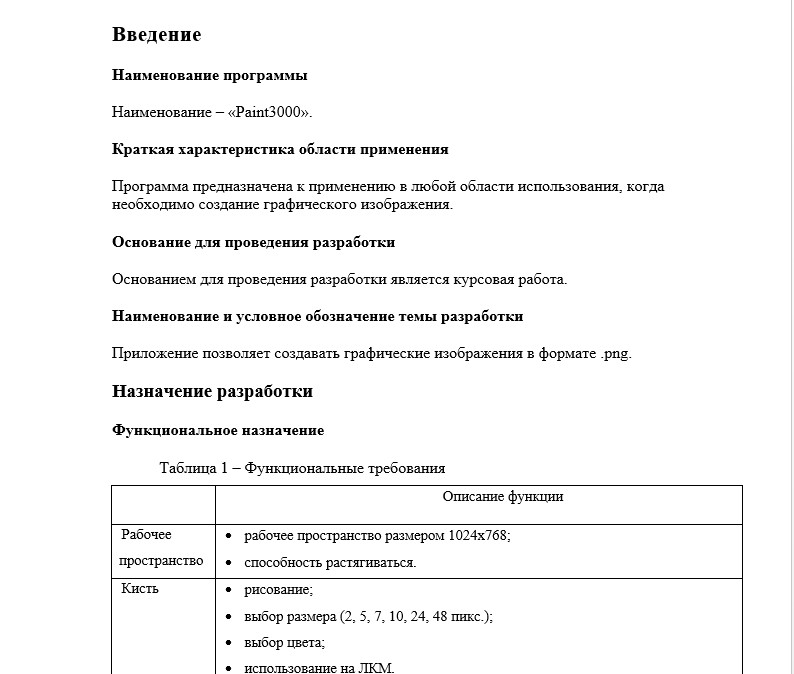 Введение
Наименование программы
Наименование – «Paint3000».
Краткая характеристика области применения
Программа предназначена к применению в любой области использования, когда
необходимо создание графического изображения.
Основание для проведения разработки
Основанием для проведения разработки является курсовая работа.
Наименование и условное обозначение темы разработки
Приложение позволяет создавать графические изображения в формате .png.
Назначение разработки
Функциональное назначение
Таблица 1 – Функциональные требования
Описание функции
Рабочее
пространство
• рабочее пространство размером 1024x768;
• способность растягиваться.
Кисть
• рисование;
• выбор размера (2, 5, 7, 10, 24, 48 пикс.);
• выбор цвета;
• использование на ЛКМ.